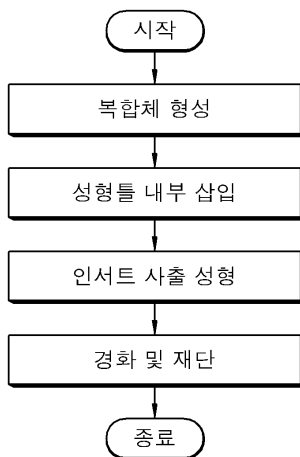 시작
복합체 형성
성형틀 내부 삽입
인서트 사출 성형
경화 및 재단
종료